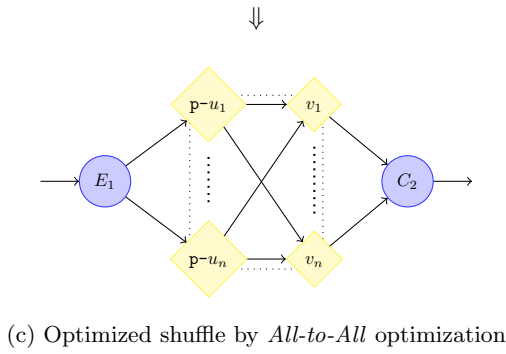 ⇓
p-u₁ v₁
E₁ C₂
p-uₙ vₙ
(c) Optimized shuffle by All-to-All optimization